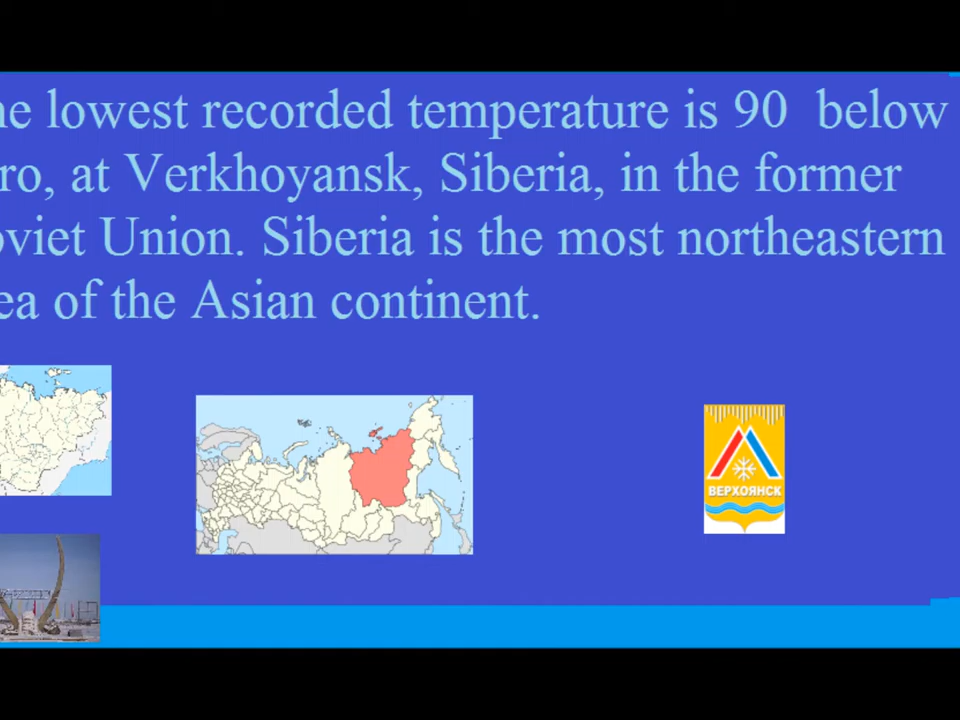 he lowest recorded temperature is 90 below
ro, at Verkhoyansk, Siberia, in the former
oviet Union. Siberia is the most northeastern
ea of the Asian continent.
ВЕРХОЯНСК